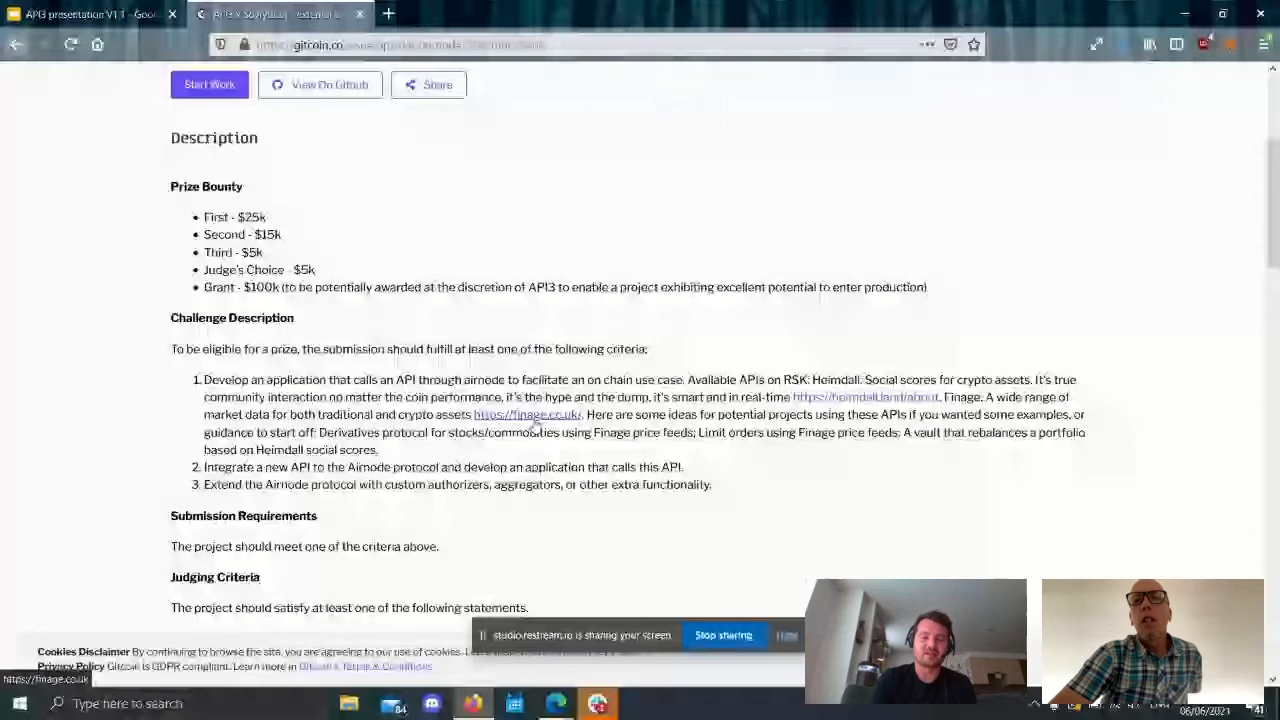 API3 presentation V1.1 - Goo
gitcoin.co
Start Work
View On Github
Share
Description
Prize Bounty
First - $25k
Second - $15k
Third - $5k
Judge's Choice - $5k
Grant - $100k (to be potentially awarded at the discretion of API3 to enable a project exhibiting excellent potential to enter production)
Challenge Description
To be eligible for a prize, the submission should fulfill at least one of the following criteria:
1. Develop an application that calls an API through airnode to facilitate an on chain use case. Available APIs on RSK: Heimdall. Social scores for crypto assets. It's true
community interaction no matter the coin performance, it's the hype and the dump, it's smart and in real-time https://heimdall.land/about. Finage. A wide range of
market data for both traditional and crypto assets https://finage.co.uk/. Here are some ideas for potential projects using these APIs if you wanted some examples, or
guidance to start off: Derivatives protocol for stocks/commodities using Finage price feeds; Limit orders using Finage price feeds; A vault that rebalances a portfolio
based on Heimdall social scores.
2. Integrate a new API to the Airnode protocol and develop an application that calls this API.
3. Extend the Airnode protocol with custom authorizers, aggregators, or other extra functionality.
Submission Requirements
The project should meet one of the criteria above.
Judging Criteria
The project should satisfy at least one of the following statements.
studio.restream.io is sharing your screen
Stop sharing
Hide
Cookies Disclaimer By continuing to browse the site, you are agreeing to our use of cookies.
Privacy Policy Gitcoin is GDPR compliant. Learn more in Gitcoin's Terms & Conditions
https://finage.co.uk
Type here to search
84
06/06/2021